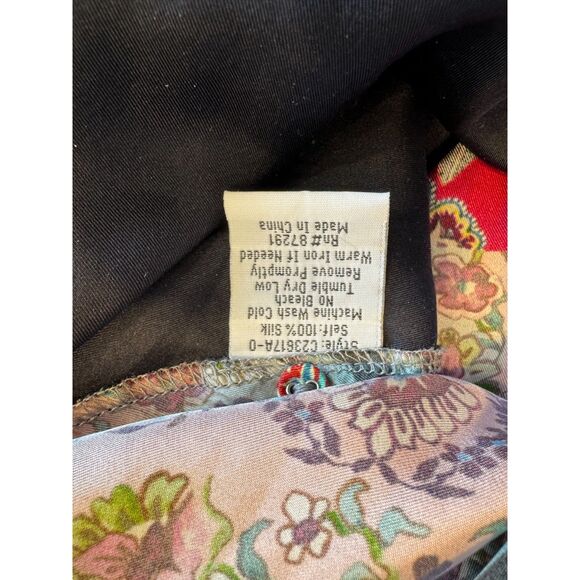 Style: C23617A-O
Self:100% Silk
Machine Wash Cold
No Bleach
Tumble Dry Low
Remove Promptly
Warm Iron If Needed
Rn# 87291
Made In China